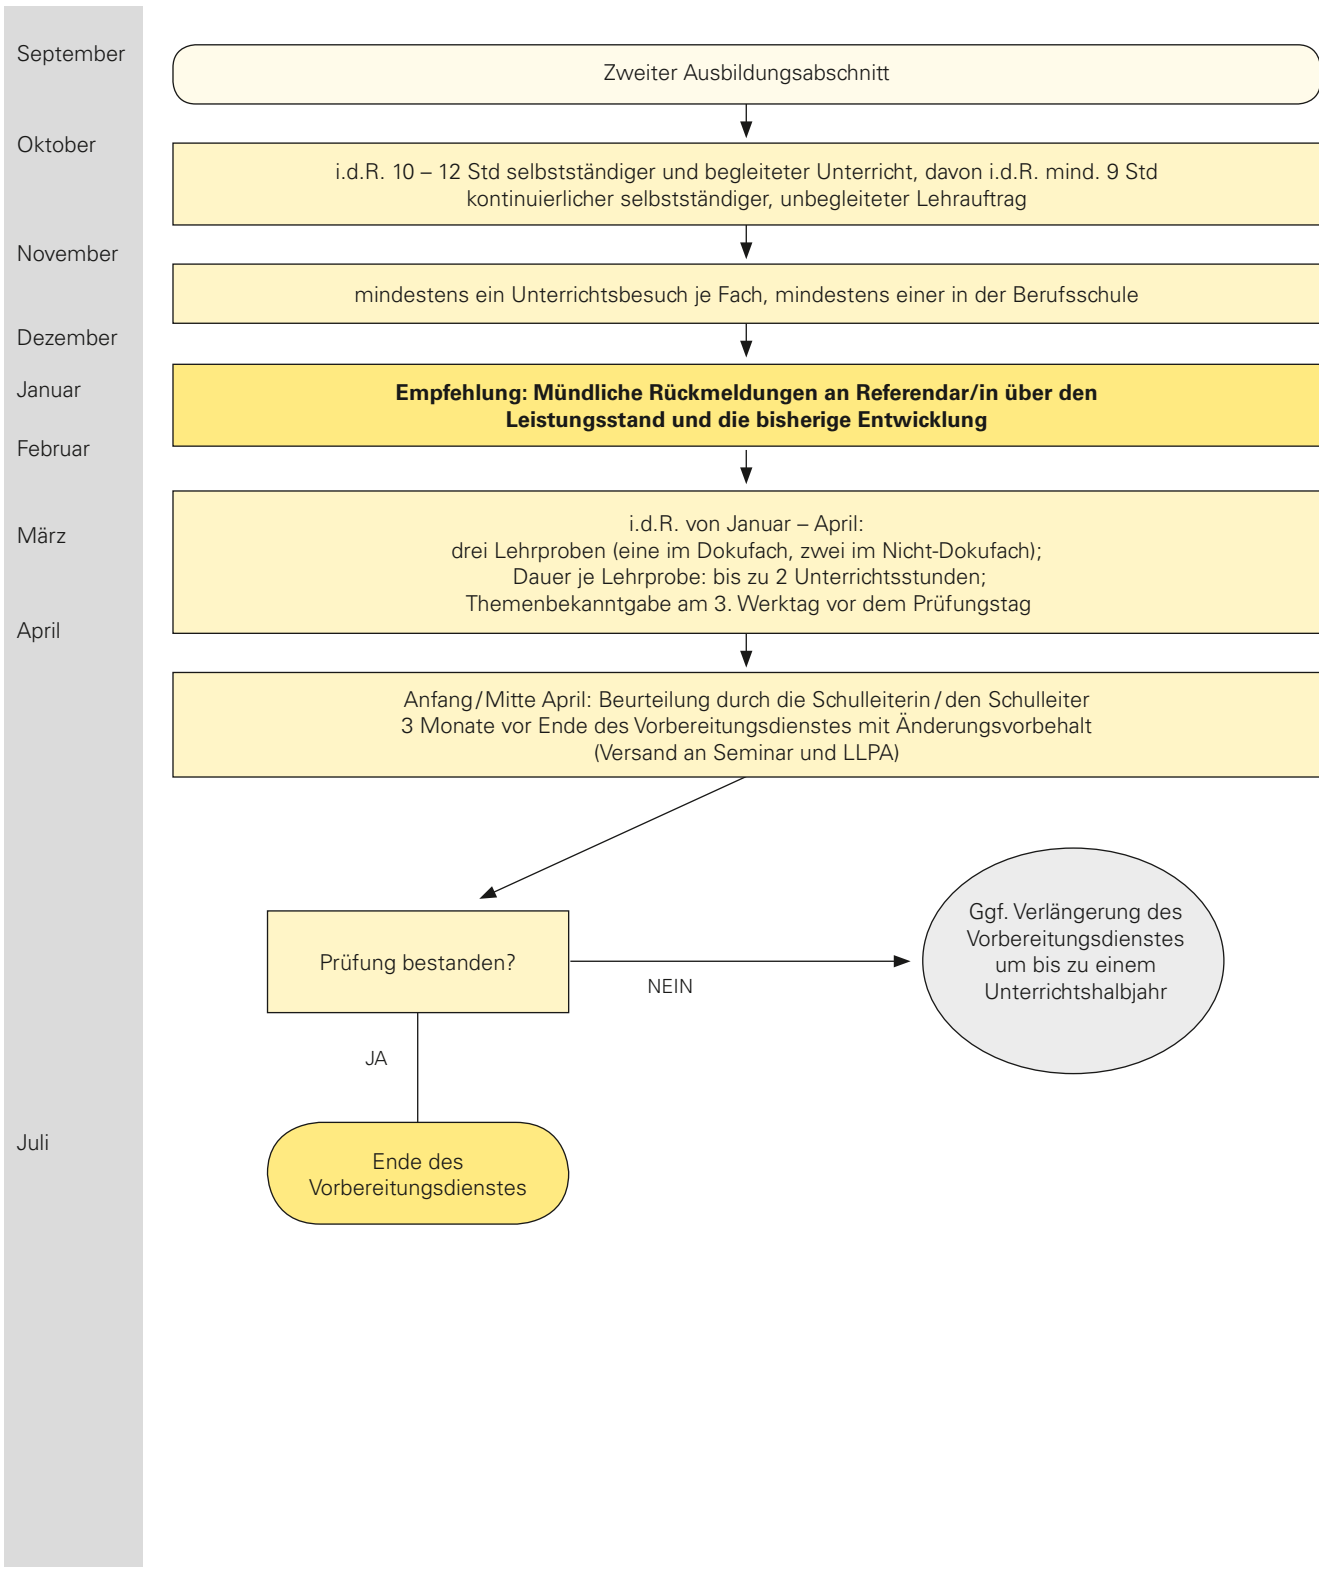 September
Zweiter Ausbildungsabschnitt
Oktober
i.d.R. 10 – 12 Std selbstständiger und begleiteter Unterricht, davon i.d.R. mind. 9 Std
kontinuierlicher selbstständiger, unbegleiteter Lehrauftrag
November
mindestens ein Unterrichtsbesuch je Fach, mindestens einer in der Berufsschule
Dezember
Januar
Empfehlung: Mündliche Rückmeldungen an Referendar/in über den
Leistungsstand und die bisherige Entwicklung
Februar
März
i.d.R. von Januar – April:
drei Lehrproben (eine im Dokufach, zwei im Nicht-Dokufach);
Dauer je Lehrprobe: bis zu 2 Unterrichtsstunden;
Themenbekanntgabe am 3. Werktag vor dem Prüfungstag
April
Anfang/Mitte April: Beurteilung durch die Schulleiterin/den Schulleiter
3 Monate vor Ende des Vorbereitungsdienstes mit Änderungsvorbehalt
(Versand an Seminar und LLPA)
Prüfung bestanden?
NEIN
Ggf. Verlängerung des
Vorbereitungsdienstes
um bis zu einem
Unterrichtshalbjahr
JA
Juli
Ende des
Vorbereitungsdienstes